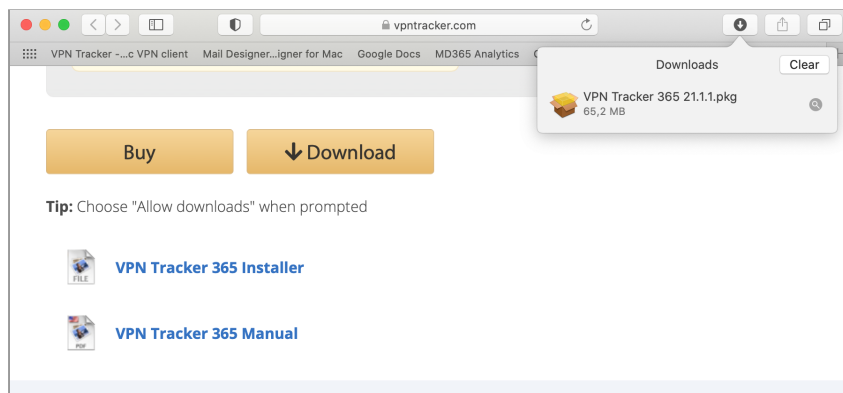 vpntracker.com
VPN Tracker -...c VPN client Mail Designer...igner for Mac Google Docs MD365 Analytics
Downloads Clear
VPN Tracker 365 21.1.1.pkg
65,2 MB
Buy Download
Tip: Choose "Allow downloads" when prompted
FILE
VPN Tracker 365 Installer
PDF
VPN Tracker 365 Manual